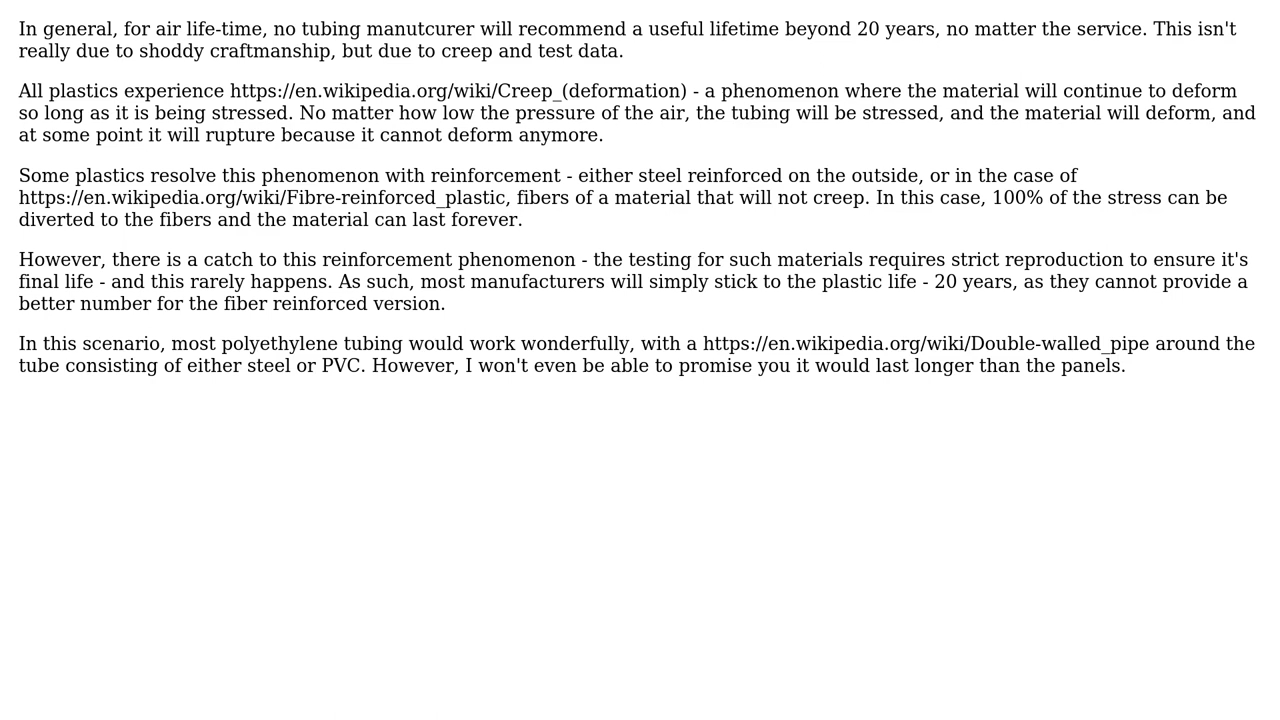 In general, for air life-time, no tubing manutcurer will recommend a useful lifetime beyond 20 years, no matter the service. This isn't
really due to shoddy craftmanship, but due to creep and test data.
All plastics experience https://en.wikipedia.org/wiki/Creep_(deformation) - a phenomenon where the material will continue to deform
so long as it is being stressed. No matter how low the pressure of the air, the tubing will be stressed, and the material will deform, and
at some point it will rupture because it cannot deform anymore.
Some plastics resolve this phenomenon with reinforcement - either steel reinforced on the outside, or in the case of
https://en.wikipedia.org/wiki/Fibre-reinforced_plastic, fibers of a material that will not creep. In this case, 100% of the stress can be
diverted to the fibers and the material can last forever.
However, there is a catch to this reinforcement phenomenon - the testing for such materials requires strict reproduction to ensure it's
final life - and this rarely happens. As such, most manufacturers will simply stick to the plastic life - 20 years, as they cannot provide a
better number for the fiber reinforced version.
In this scenario, most polyethylene tubing would work wonderfully, with a https://en.wikipedia.org/wiki/Double-walled_pipe around the
tube consisting of either steel or PVC. However, I won't even be able to promise you it would last longer than the panels.